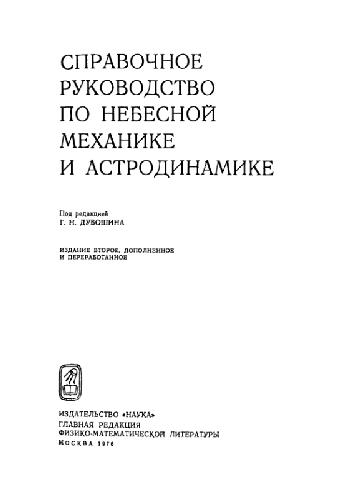 СПРАВОЧНОЕ
РУКОВОДСТВО
ПО НЕБЕСНОЙ
МЕХАНИКЕ
И АСТРОДИНАМИКЕ
Под редакцией
Г. Н. ДУБОШИНА
ИЗДАНИЕ ВТОРОЕ, ДОПОЛНЕННОЕ
И ПЕРЕРАБОТАННОЕ
ИЗДАТЕЛЬСТВО «НАУКА»
ГЛАВНАЯ РЕДАКЦИЯ
ФИЗИКО-МАТЕМАТИЧЕСКОЙ ЛИТЕРАТУРЫ
МОСКВА 1976